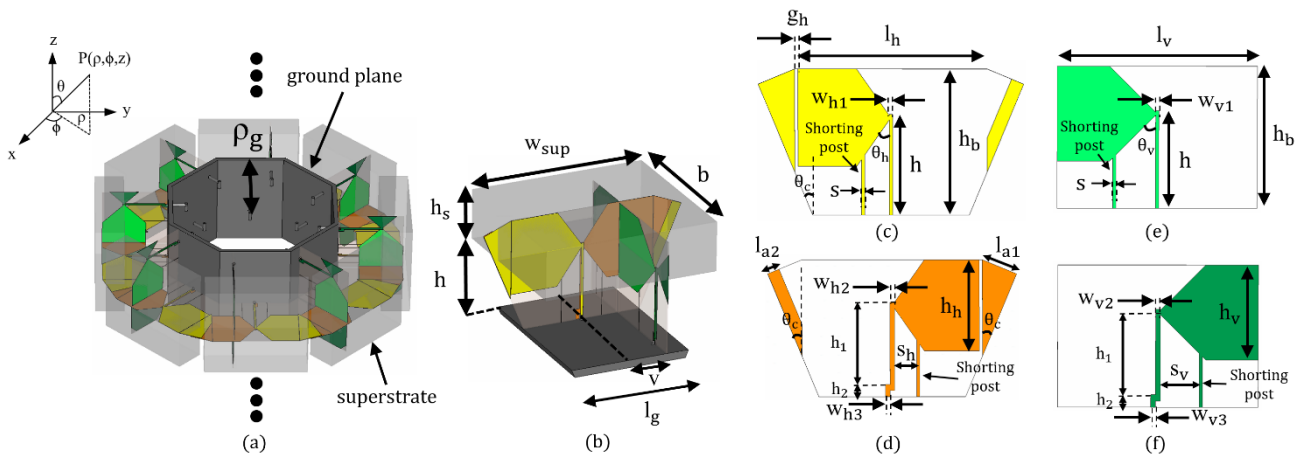 z
P(ρ,ϕ,z)
θ
y
ρ
ϕ
x
ground plane
ρg
superstrate
(a)
wsup
b
hs
h
v
lg
(b)
gh
lh
wh1
Shorting
post
θh
hb
h
θc
s
(c)
lv
wv1
Shorting
post
θv
hb
h
s
(e)
la2
la1
wh2
θc
hh
θc
h1
sh
Shorting
post
h2
wh3
(d)
wv2
hv
h1
sv
Shorting
post
h2
wv3
(f)